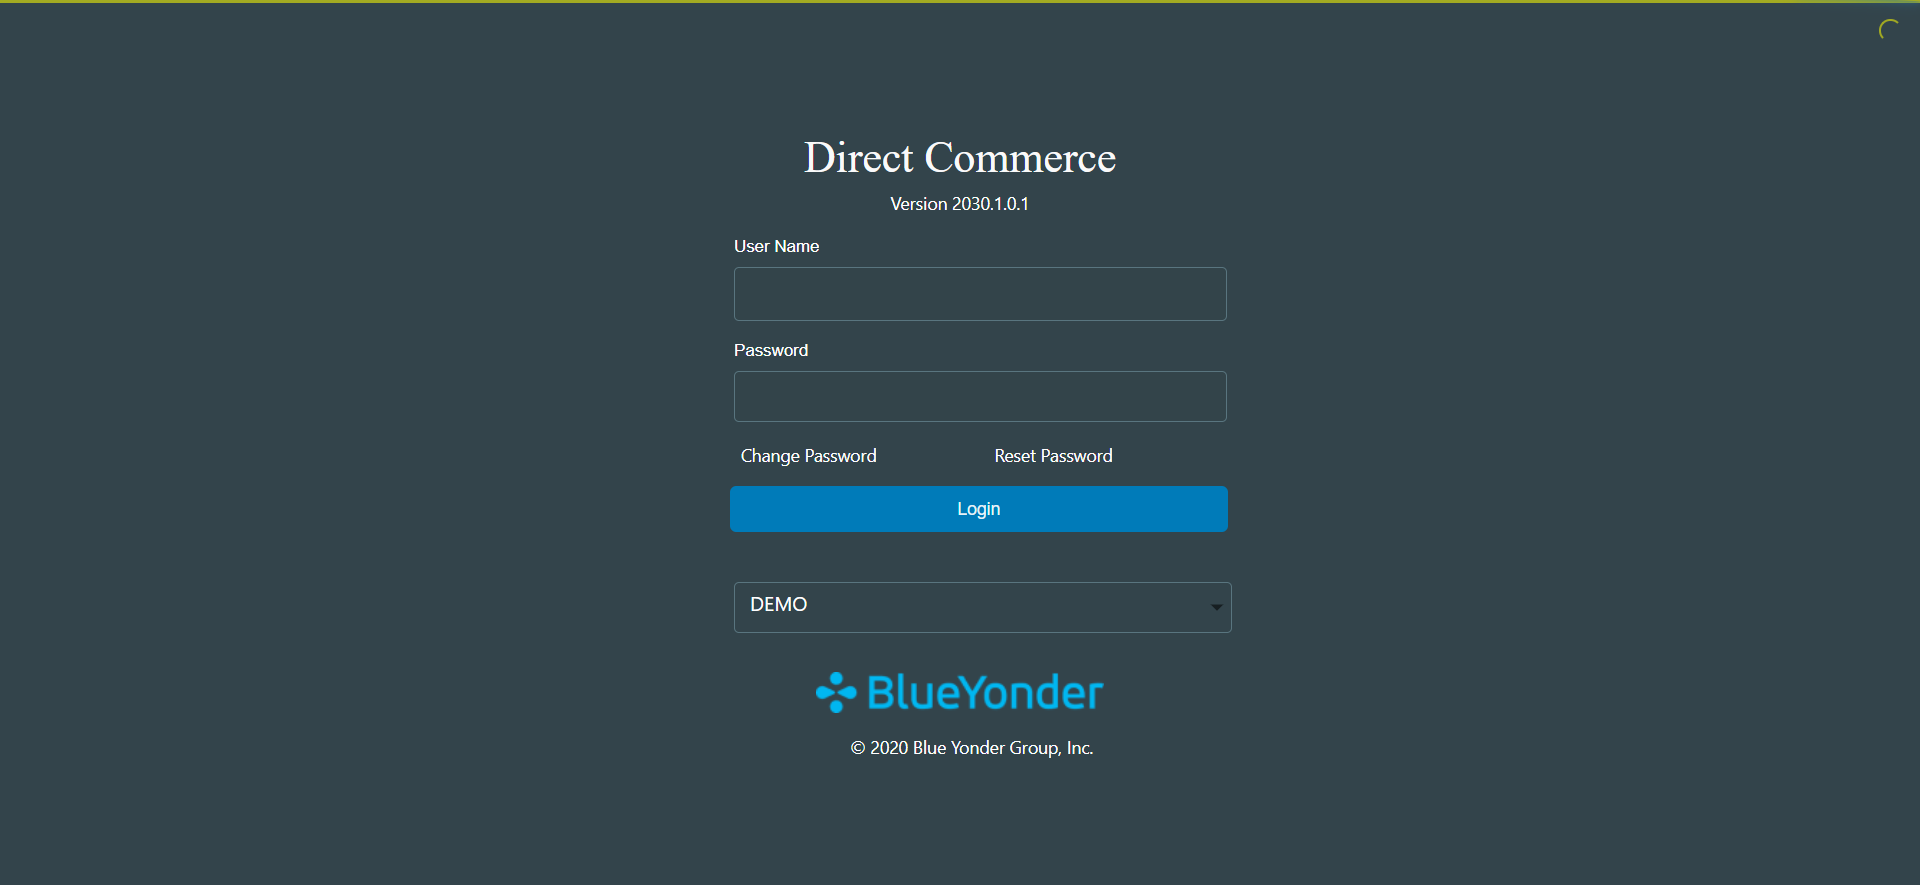 Direct Commerce
Version 2030.1.0.1
User Name
Password
Change Password Reset Password
Login
DEMO
BlueYonder
© 2020 Blue Yonder Group, Inc.